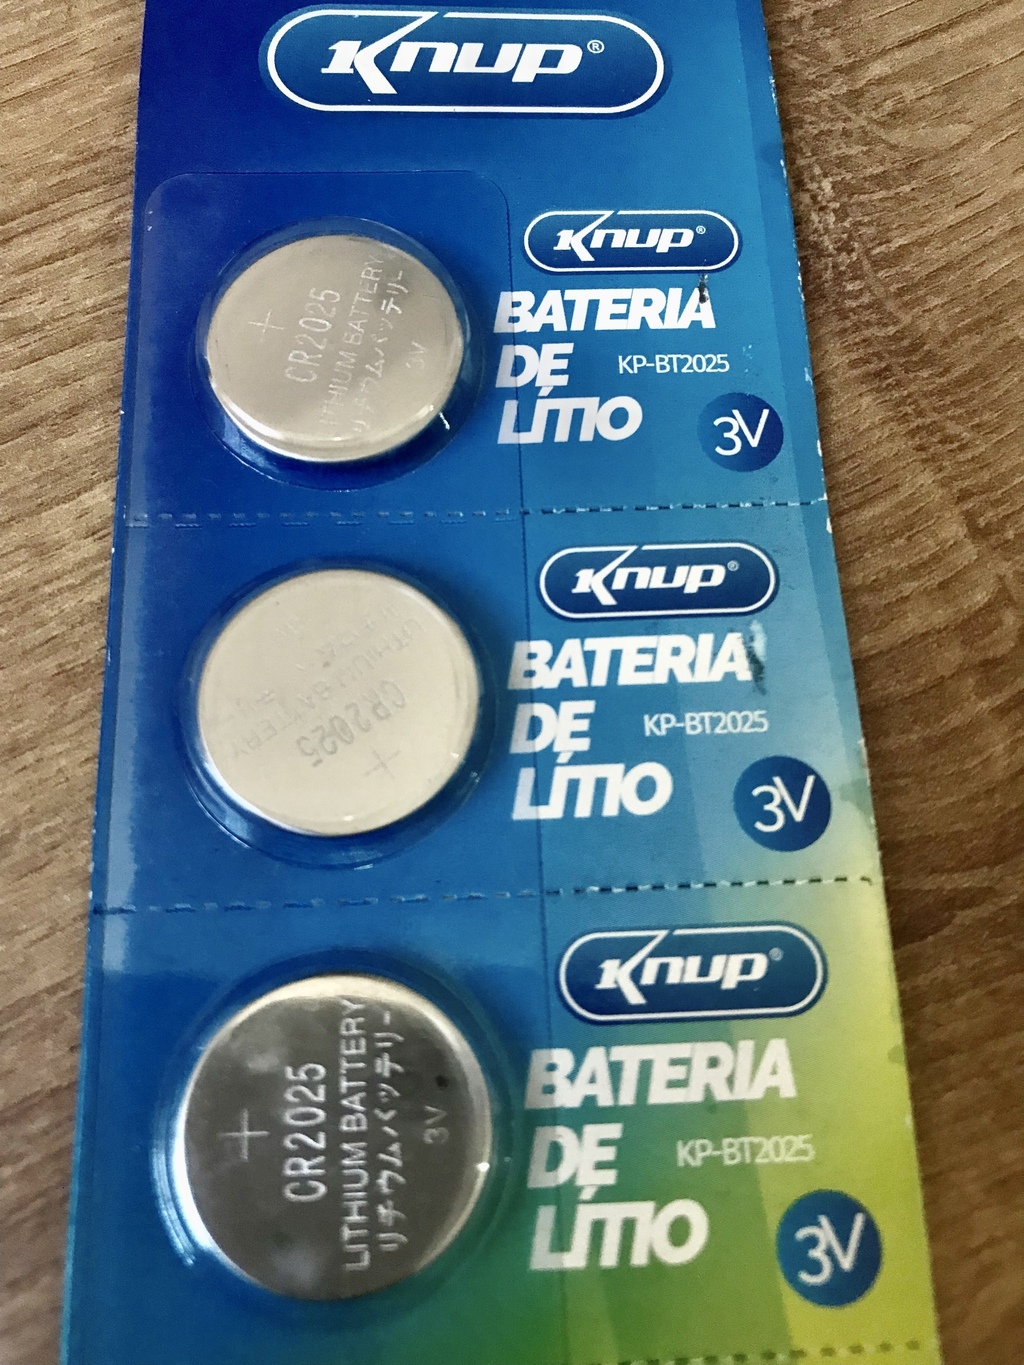 Knup®
+
CR2025
LITHIUM BATTERY
リチウムバッテリー
3V
Knup®
BATERIA
DE
KP-BT2025
LÍTIO
3V
+
CR2025
LITHIUM BATTERY
Knup®
BATERIA
DE
KP-BT2025
LÍTIO
3V
+
CR2025
LITHIUM BATTERY
リチウムバッテリー
3V
Knup®
BATERIA
DE
KP-BT2025
LÍTIO
3V